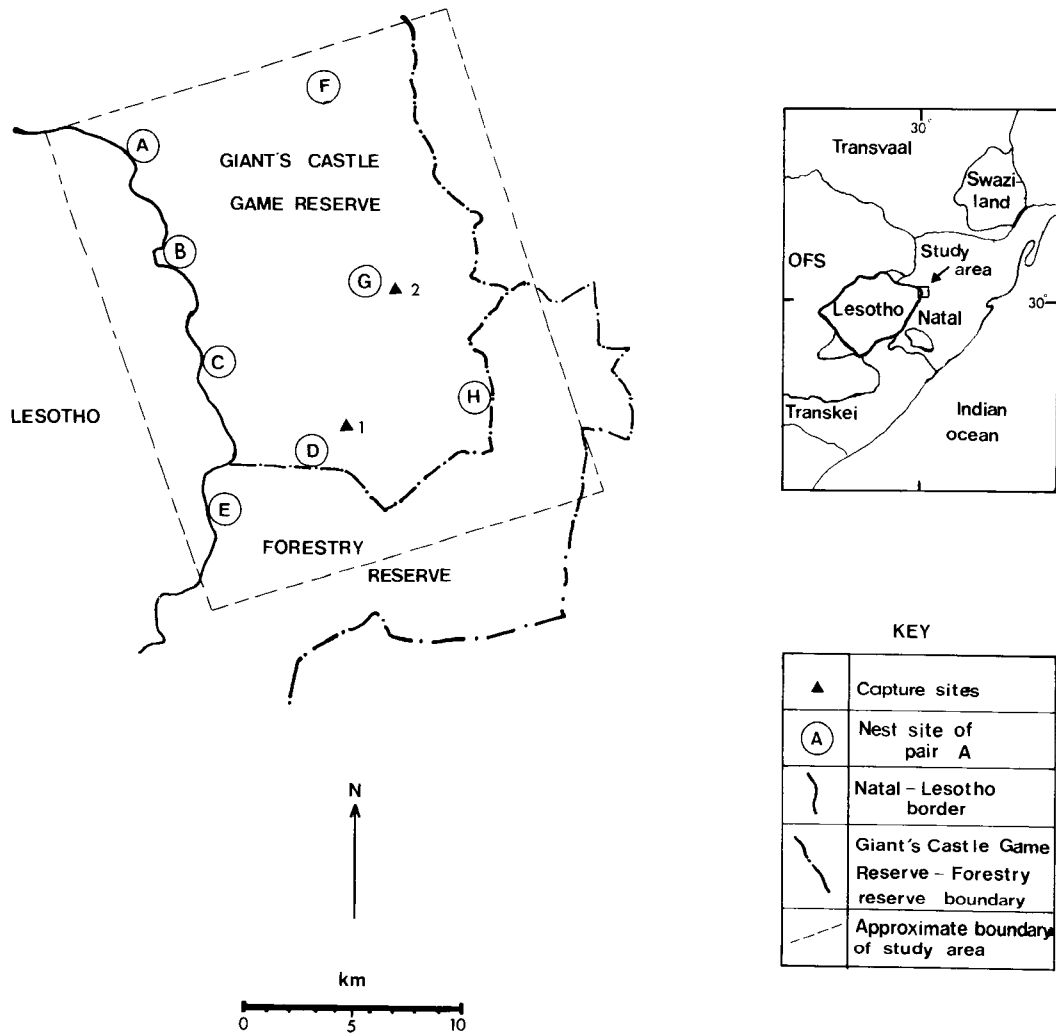 F
A
GIANT'S CASTLE
GAME RESERVE
B
G
2
C
H
LESOTHO
1
D
E
FORESTRY
RESERVE
N
km
0 5 10
30°
Transvaal
Swazi-
land
Study
area
OFS
30°
Lesotho
Natal
Transkei
Indian
ocean
KEY
Capture sites
A
Nest site of
pair A
Natal – Lesotho
border
Giant's Castle Game
Reserve – Forestry
reserve boundary
Approximate boundary
of study area